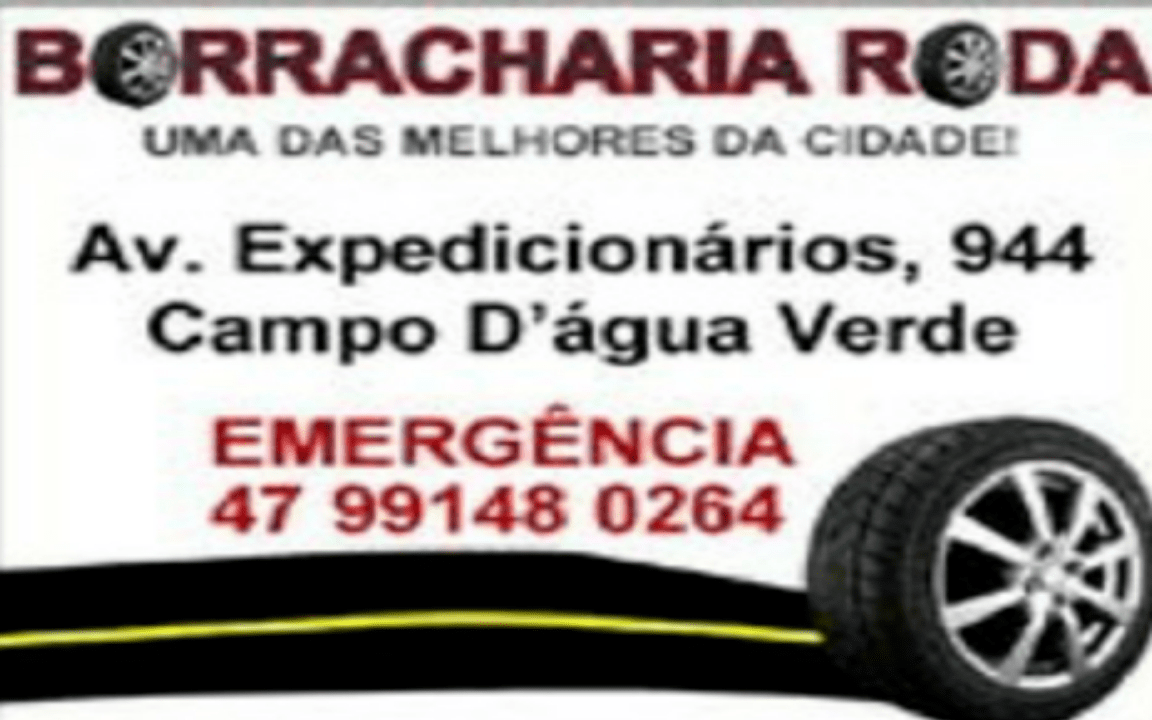 BORRACHARIA RODA
UMA DAS MELHORES DA CIDADE!
Av. Expedicionários, 944
Campo D'água Verde
EMERGÊNCIA
47 99148 0264